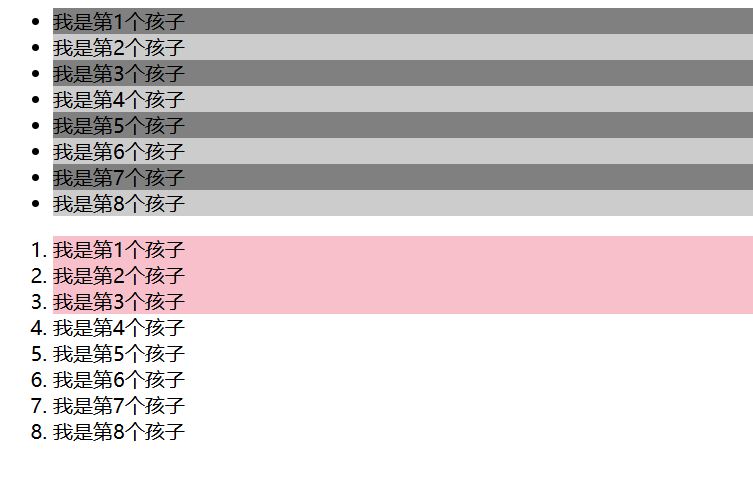 我是第1个孩子
我是第2个孩子
我是第3个孩子
我是第4个孩子
我是第5个孩子
我是第6个孩子
我是第7个孩子
我是第8个孩子
1. 我是第1个孩子
2. 我是第2个孩子
3. 我是第3个孩子
4. 我是第4个孩子
5. 我是第5个孩子
6. 我是第6个孩子
7. 我是第7个孩子
8. 我是第8个孩子